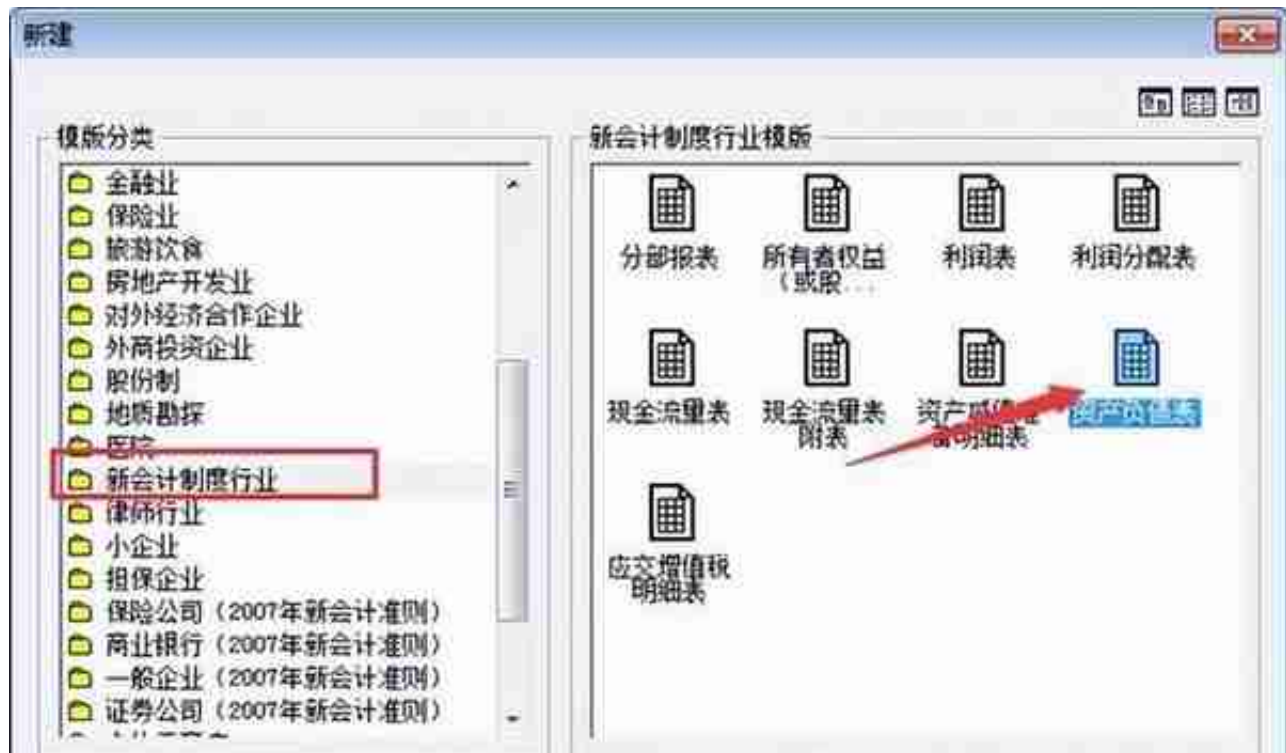 新建
模版分类
金融业
保险业
旅游饮食
房地产开发业
对外经济合作企业
外商投资企业
股份制
地质勘探
医院
新会计制度行业
律师行业
小企业
担保企业
保险公司（2007年新会计准则）
商业银行（2007年新会计准则）
一般企业（2007年新会计准则）
证券公司（2007年新会计准则）
新会计制度行业模版
分部报表
所有者权益
（或股...
利润表
利润分配表
现金流量表
现金流量表
附表
资产减值准
备明细表
资产负债表
应交增值税
明细表